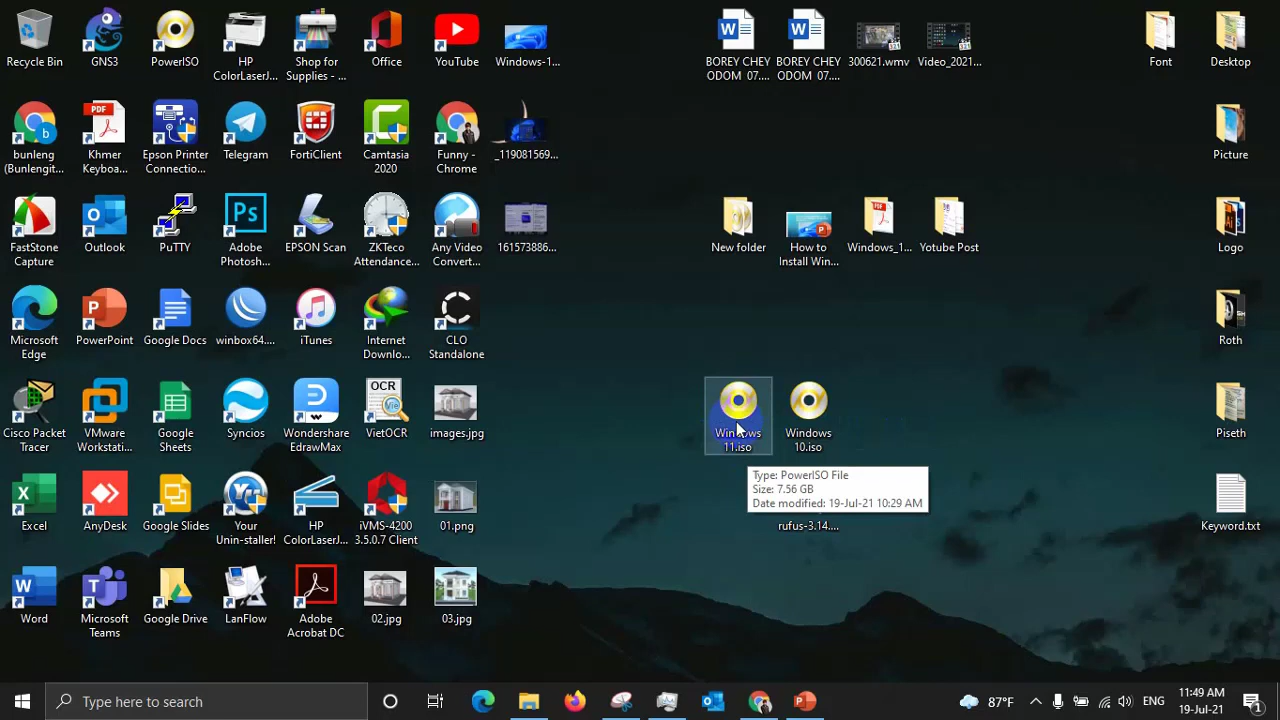 Recycle Bin
GNS3
PowerISO
HP
ColorLaserJ...
Shop for
Supplies - ...
Office
YouTube
Windows-1...
BOREY CHEY
ODOM 07....
BOREY CHEY
ODOM 07....
300621.wmv
Video_2021...
Font
Desktop
bunleng
(Bunlengit...
PDF
Khmer
Keyboa...
Epson Printer
Connectio...
Telegram
FortiClient
Camtasia
2020
Funny -
Chrome
_119081569...
Picture
FastStone
Capture
Outlook
PuTTY
Ps
Adobe
Photosh...
EPSON Scan
ZKTeco
Attendance...
Any Video
Convert...
161573886...
New folder
How to
Install Win...
PDF
Windows_1...
Yotube Post
Logo
Microsoft
Edge
PowerPoint
Google Docs
winbox64....
iTunes
Internet
Downlo...
CLO
Standalone
Roth
Cisco Packet
Tracer
VMware
Workstati...
Google
Sheets
Syncios
Wondershare
EdrawMax
OCR
Vie
VietOCR
images.jpg
Windows
11.iso
Windows
10.iso
Piseth
Type: PowerISO File
Size: 7.56 GB
Date modified: 19-Jul-21 10:29 AM
Excel
AnyDesk
Google Slides
Your
Unin-staller!
HP
ColorLaserJ...
iVMS-4200
3.5.0.7 Client
01.png
rufus-3.14....
Keyword.txt
Word
Microsoft
Teams
Google Drive
LanFlow
Adobe
Acrobat DC
02.jpg
03.jpg
Type here to search
87°F
ENG
11:49 AM
19-Jul-21
1